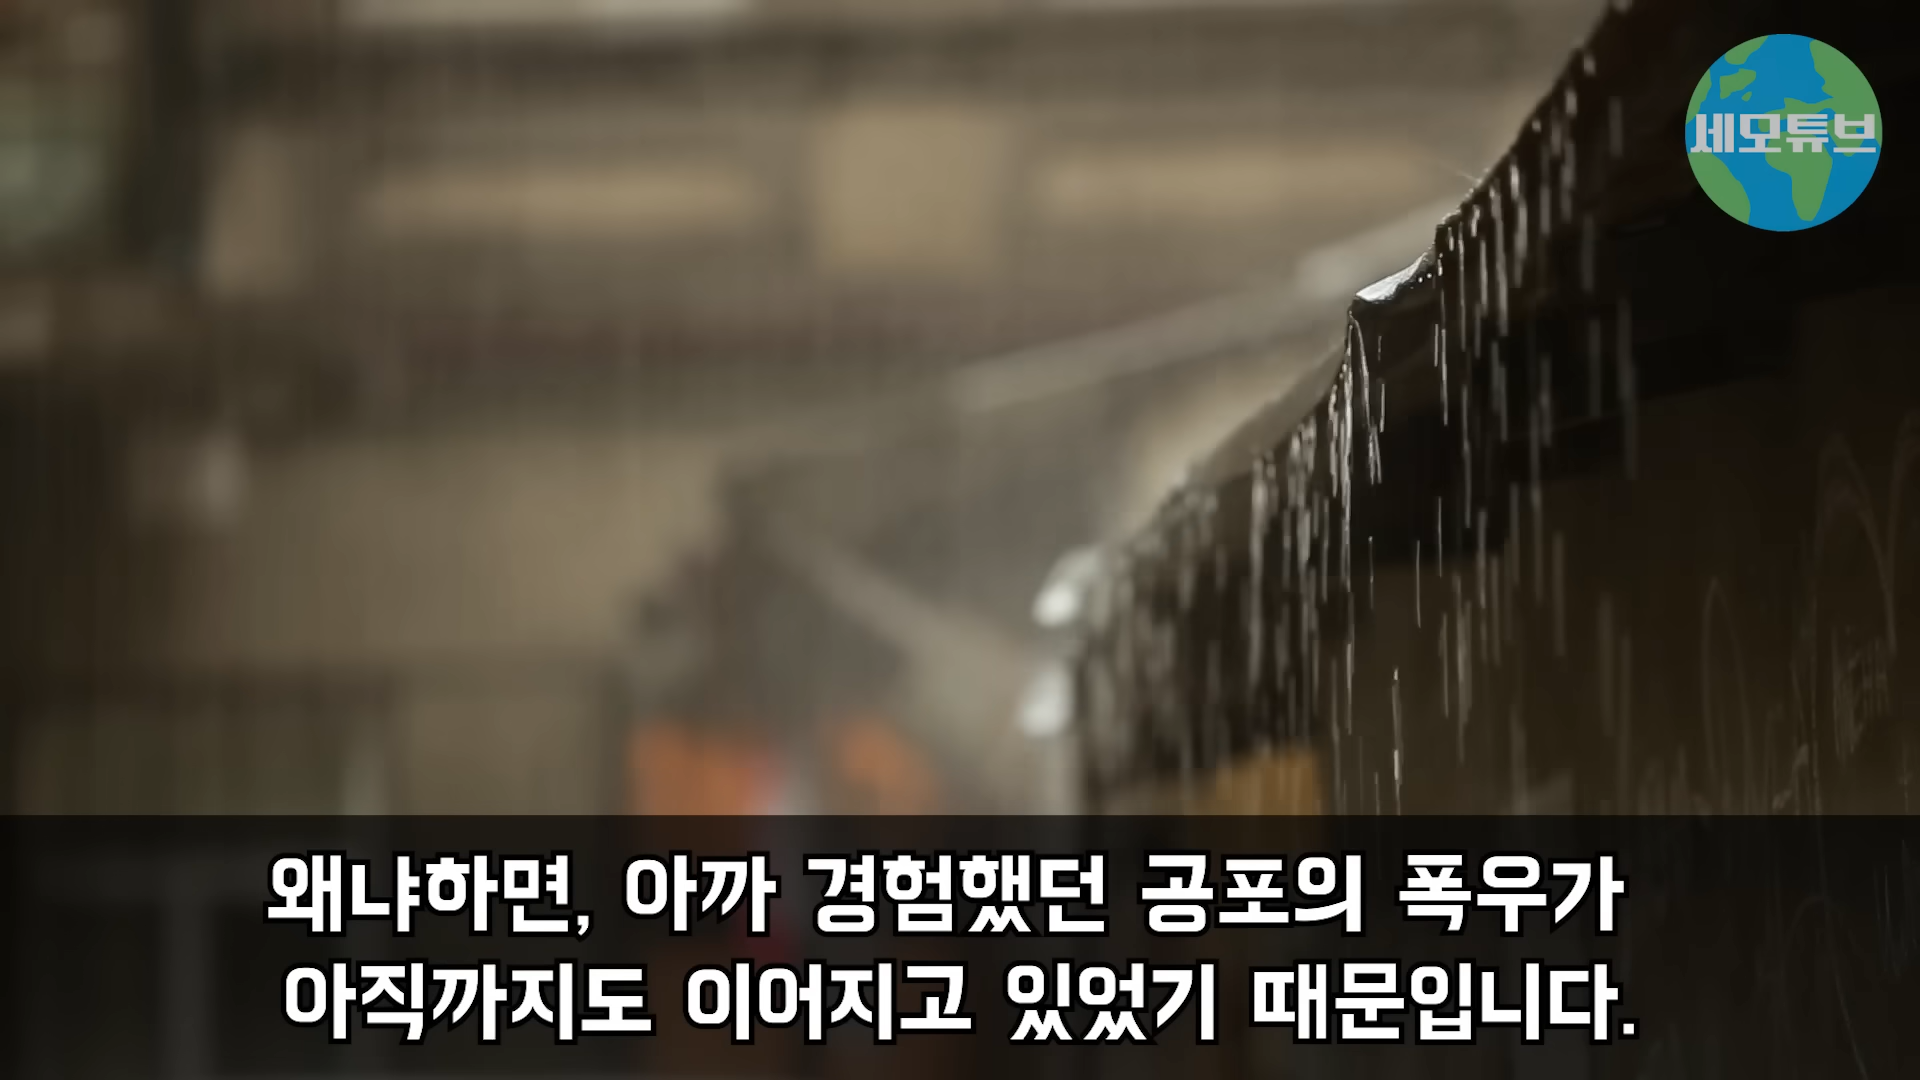 세모튜브
왜냐하면, 아까 경험했던 공포의 폭우가
아직까지도 이어지고 있었기 때문입니다.